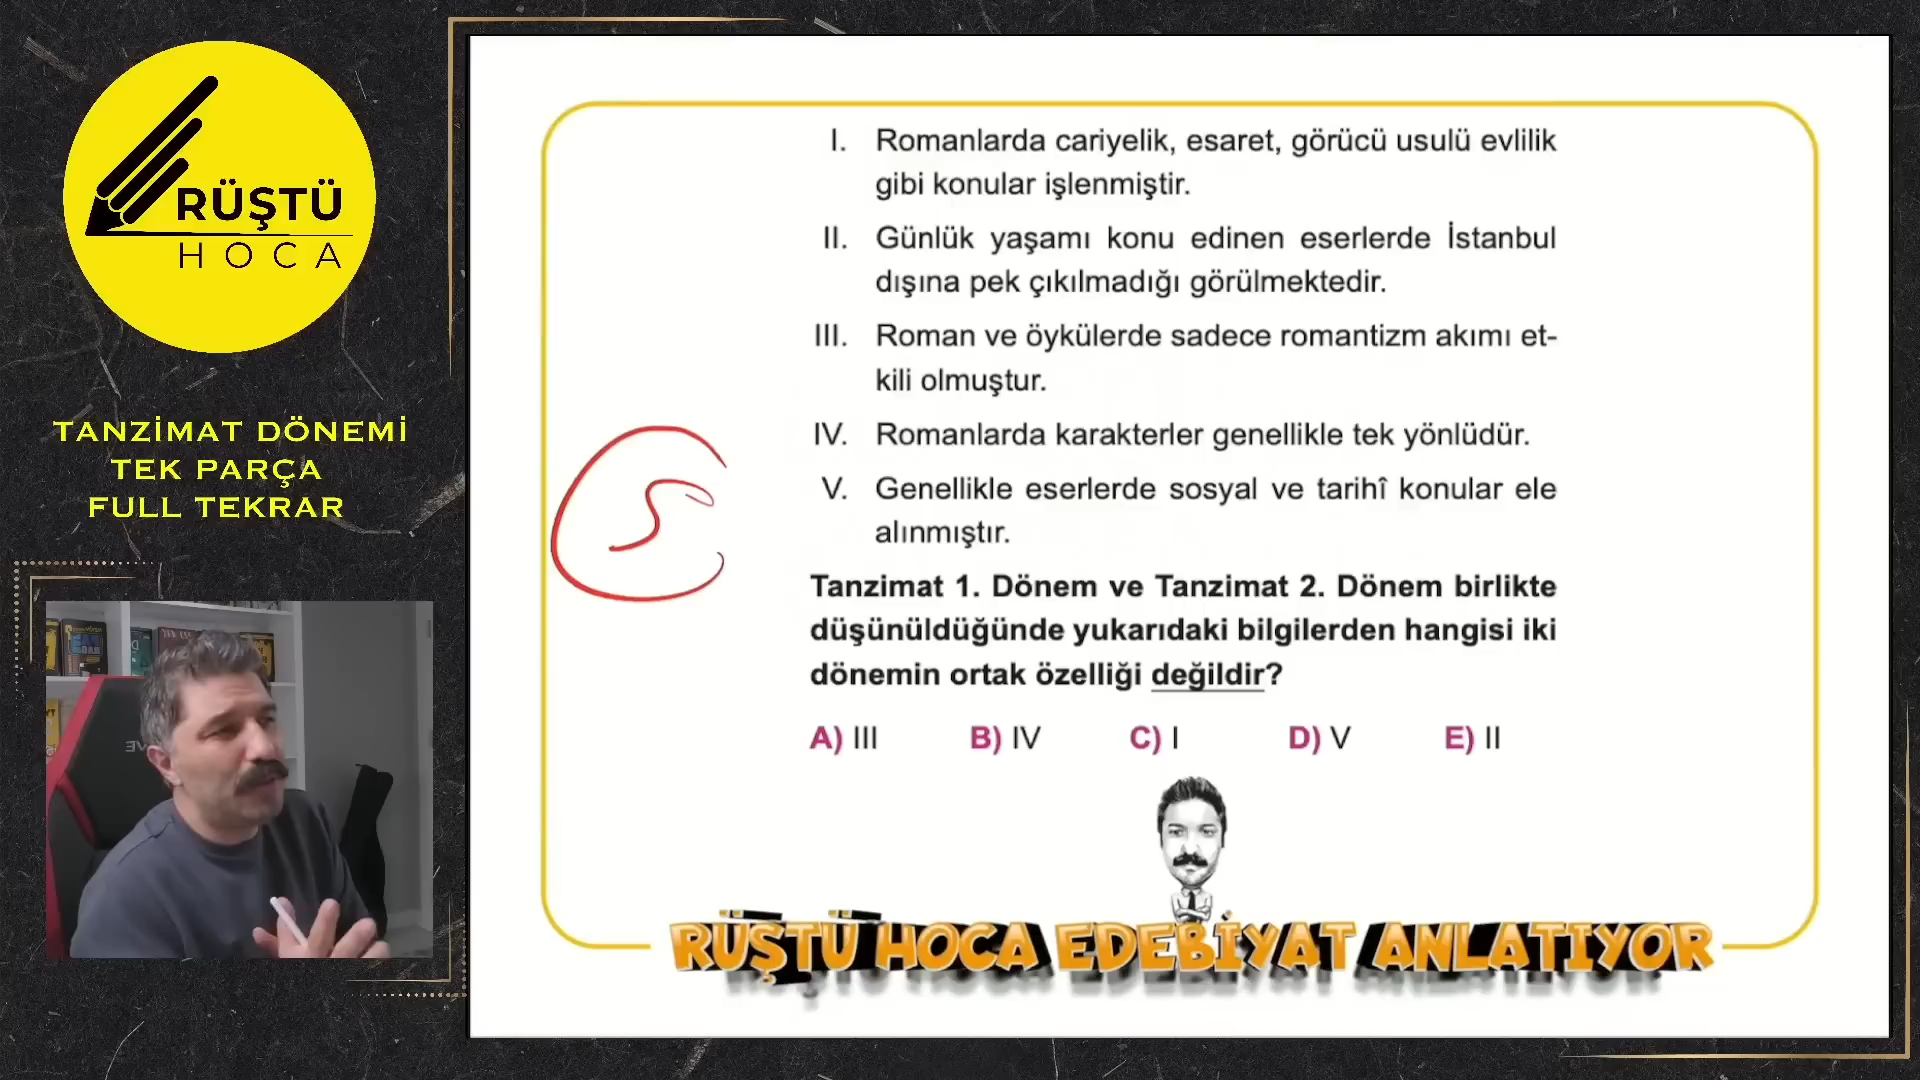 RÜŞTÜ
HOCA
TANZİMAT DÖNEMİ
TEK PARÇA
FULL TEKRAR
I. Romanlarda cariyelik, esaret, görücü usulü evlilik
gibi konular işlenmiştir.
II. Günlük yaşamı konu edinen eserlerde İstanbul
dışına pek çıkılmadığı görülmektedir.
III. Roman ve öykülerde sadece romantizm akımı et-
kili olmuştur.
IV. Romanlarda karakterler genellikle tek yönlüdür.
V. Genellikle eserlerde sosyal ve tarihî konular ele
alınmıştır.
Tanzimat 1. Dönem ve Tanzimat 2. Dönem birlikte
düşünüldüğünde yukarıdaki bilgilerden hangisi iki
dönemin ortak özelliği değildir?
A) III B) IV C) I D) V E) II
RÜŞTÜ HOCA EDEBİYAT ANLATIYOR